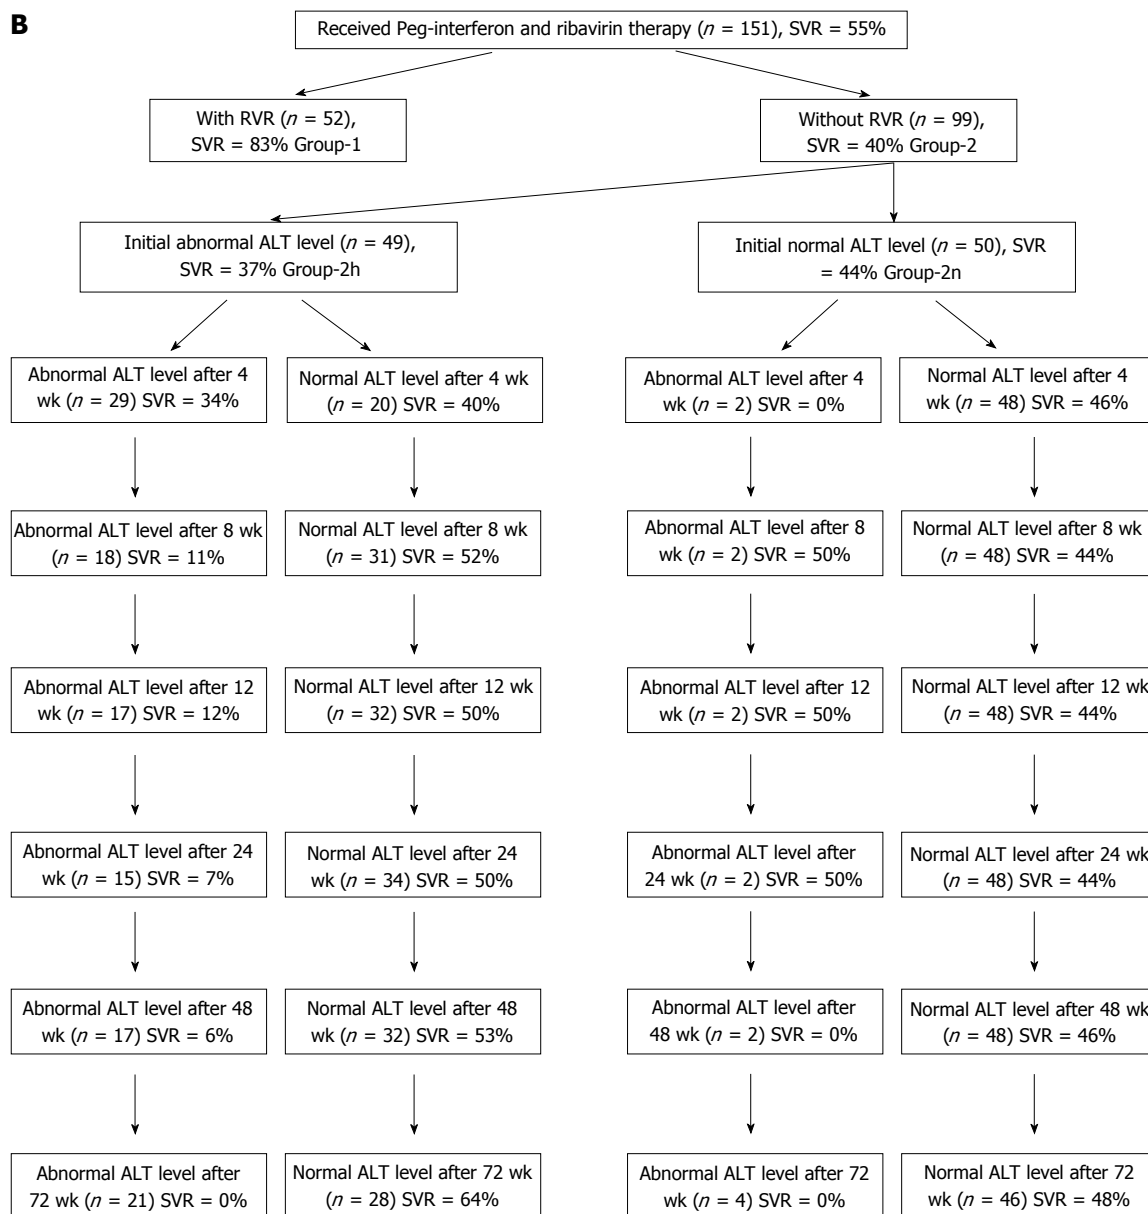 B
Received Peg-interferon and ribavirin therapy (n = 151), SVR = 55%
With RVR (n = 52),
SVR = 83% Group-1
Without RVR (n = 99),
SVR = 40% Group-2
Initial abnormal ALT level (n = 49),
SVR = 37% Group-2h
Initial normal ALT level (n = 50), SVR
= 44% Group-2n
Abnormal ALT level after 4
wk (n = 29) SVR = 34%
Normal ALT level after 4 wk
(n = 20) SVR = 40%
Abnormal ALT level after 4
wk (n = 2) SVR = 0%
Normal ALT level after 4
wk (n = 48) SVR = 46%
Abnormal ALT level after 8 wk
(n = 18) SVR = 11%
Normal ALT level after 8 wk
(n = 31) SVR = 52%
Abnormal ALT level after 8
wk (n = 2) SVR = 50%
Normal ALT level after 8 wk
(n = 48) SVR = 44%
Abnormal ALT level after 12
wk (n = 17) SVR = 12%
Normal ALT level after 12 wk
(n = 32) SVR = 50%
Abnormal ALT level after 12
wk (n = 2) SVR = 50%
Normal ALT level after 12 wk
(n = 48) SVR = 44%
Abnormal ALT level after 24
wk (n = 15) SVR = 7%
Normal ALT level after 24
wk (n = 34) SVR = 50%
Abnormal ALT level after
24 wk (n = 2) SVR = 50%
Normal ALT level after 24 wk
(n = 48) SVR = 44%
Abnormal ALT level after 48
wk (n = 17) SVR = 6%
Normal ALT level after 48
wk (n = 32) SVR = 53%
Abnormal ALT level after
48 wk (n = 2) SVR = 0%
Normal ALT level after 48 wk
(n = 48) SVR = 46%
Abnormal ALT level after
72 wk (n = 21) SVR = 0%
Normal ALT level after 72 wk
(n = 28) SVR = 64%
Abnormal ALT level after 72
wk (n = 4) SVR = 0%
Normal ALT level after 72
wk (n = 46) SVR = 48%